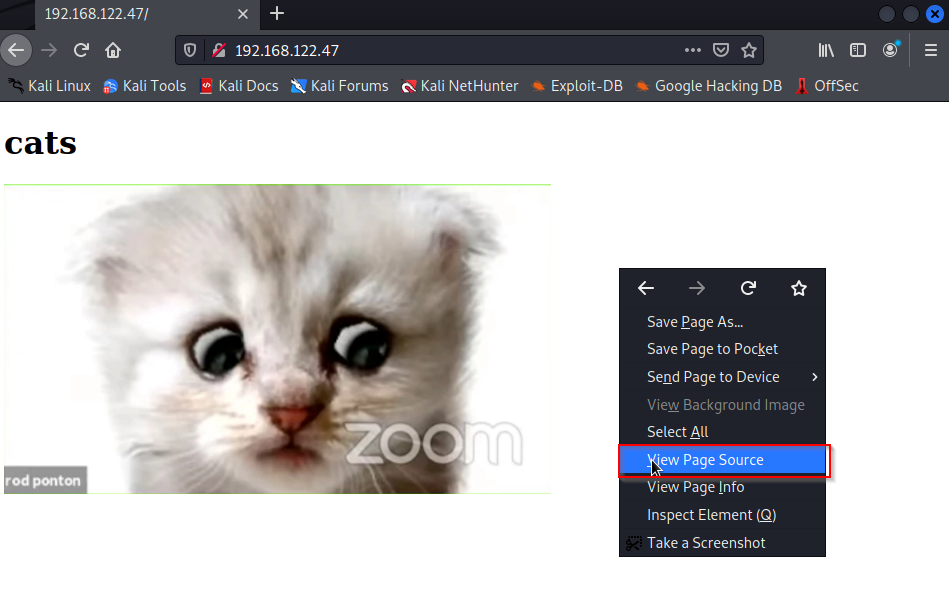 192.168.122.47/
192.168.122.47
Kali Linux Kali Tools Kali Docs Kali Forums Kali NetHunter Exploit-DB Google Hacking DB OffSec
cats
zoom
rod ponton
Save Page As...
Save Page to Pocket
Send Page to Device
View Background Image
Select All
View Page Source
View Page Info
Inspect Element (Q)
Take a Screenshot